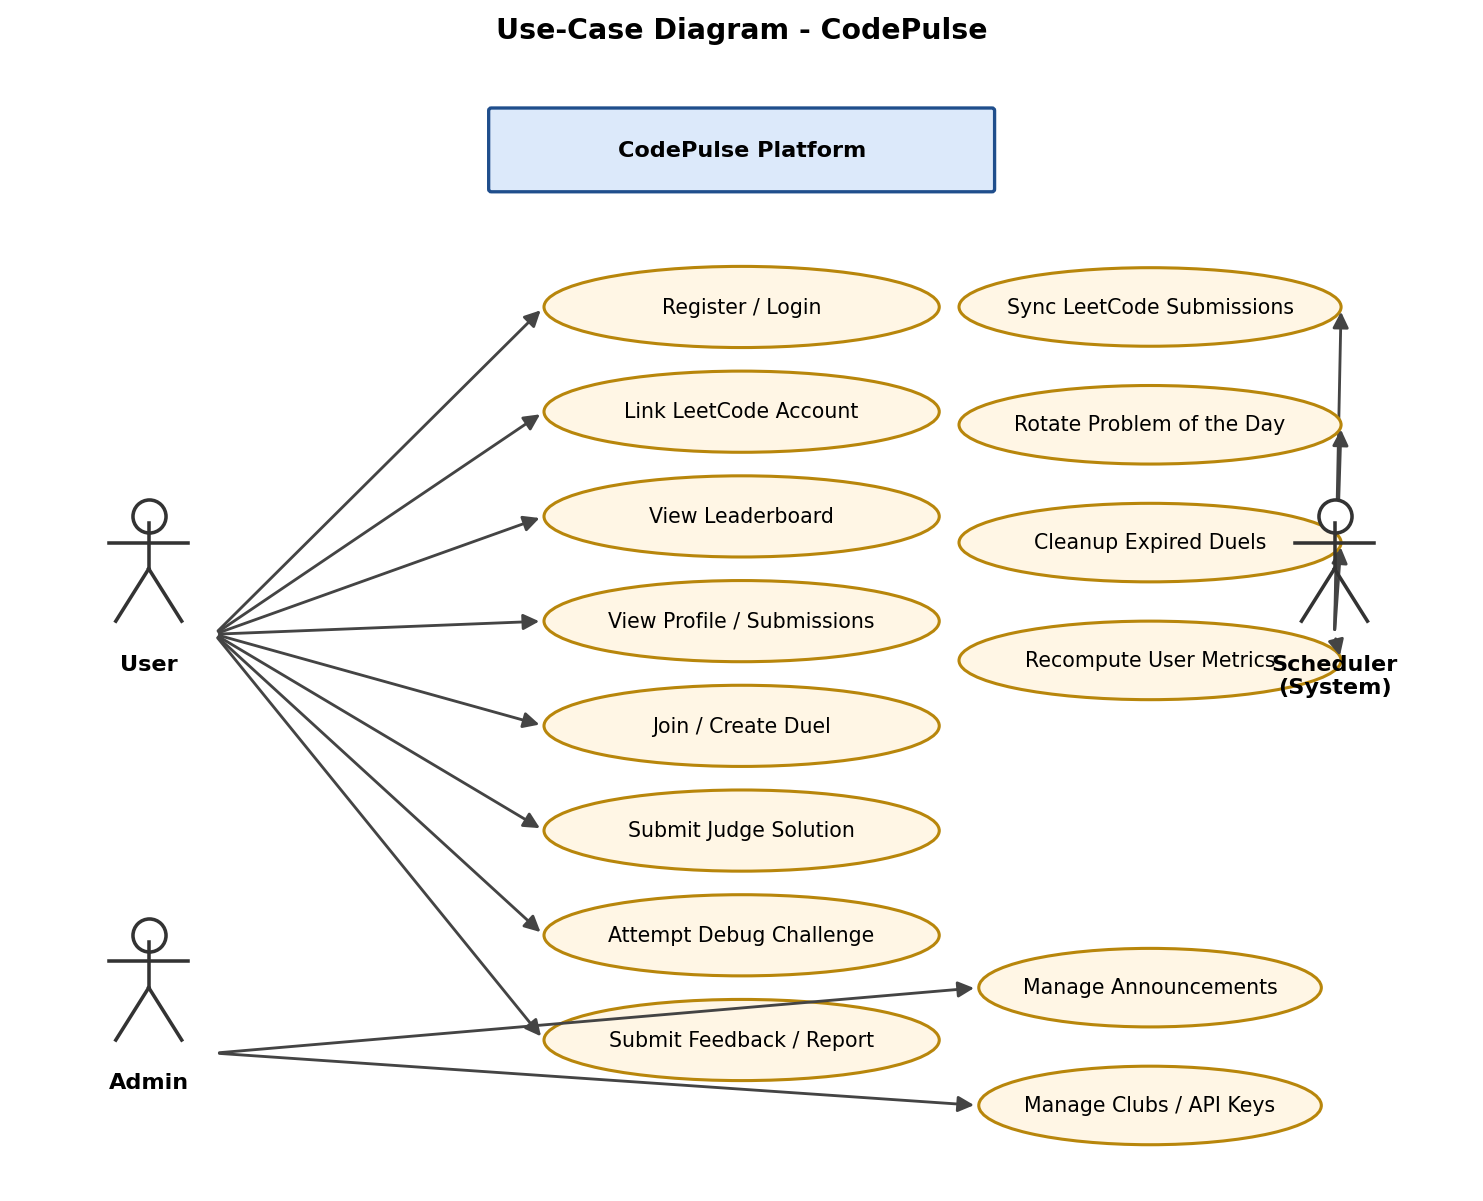 Use-Case Diagram - CodePulse
CodePulse Platform
Register / Login
Sync LeetCode Submissions
Link LeetCode Account
Rotate Problem of the Day
View Leaderboard
Cleanup Expired Duels
View Profile / Submissions
User
Recompute User Metrics
Scheduler
(System)
Join / Create Duel
Submit Judge Solution
Attempt Debug Challenge
Manage Announcements
Submit Feedback / Report
Admin
Manage Clubs / API Keys